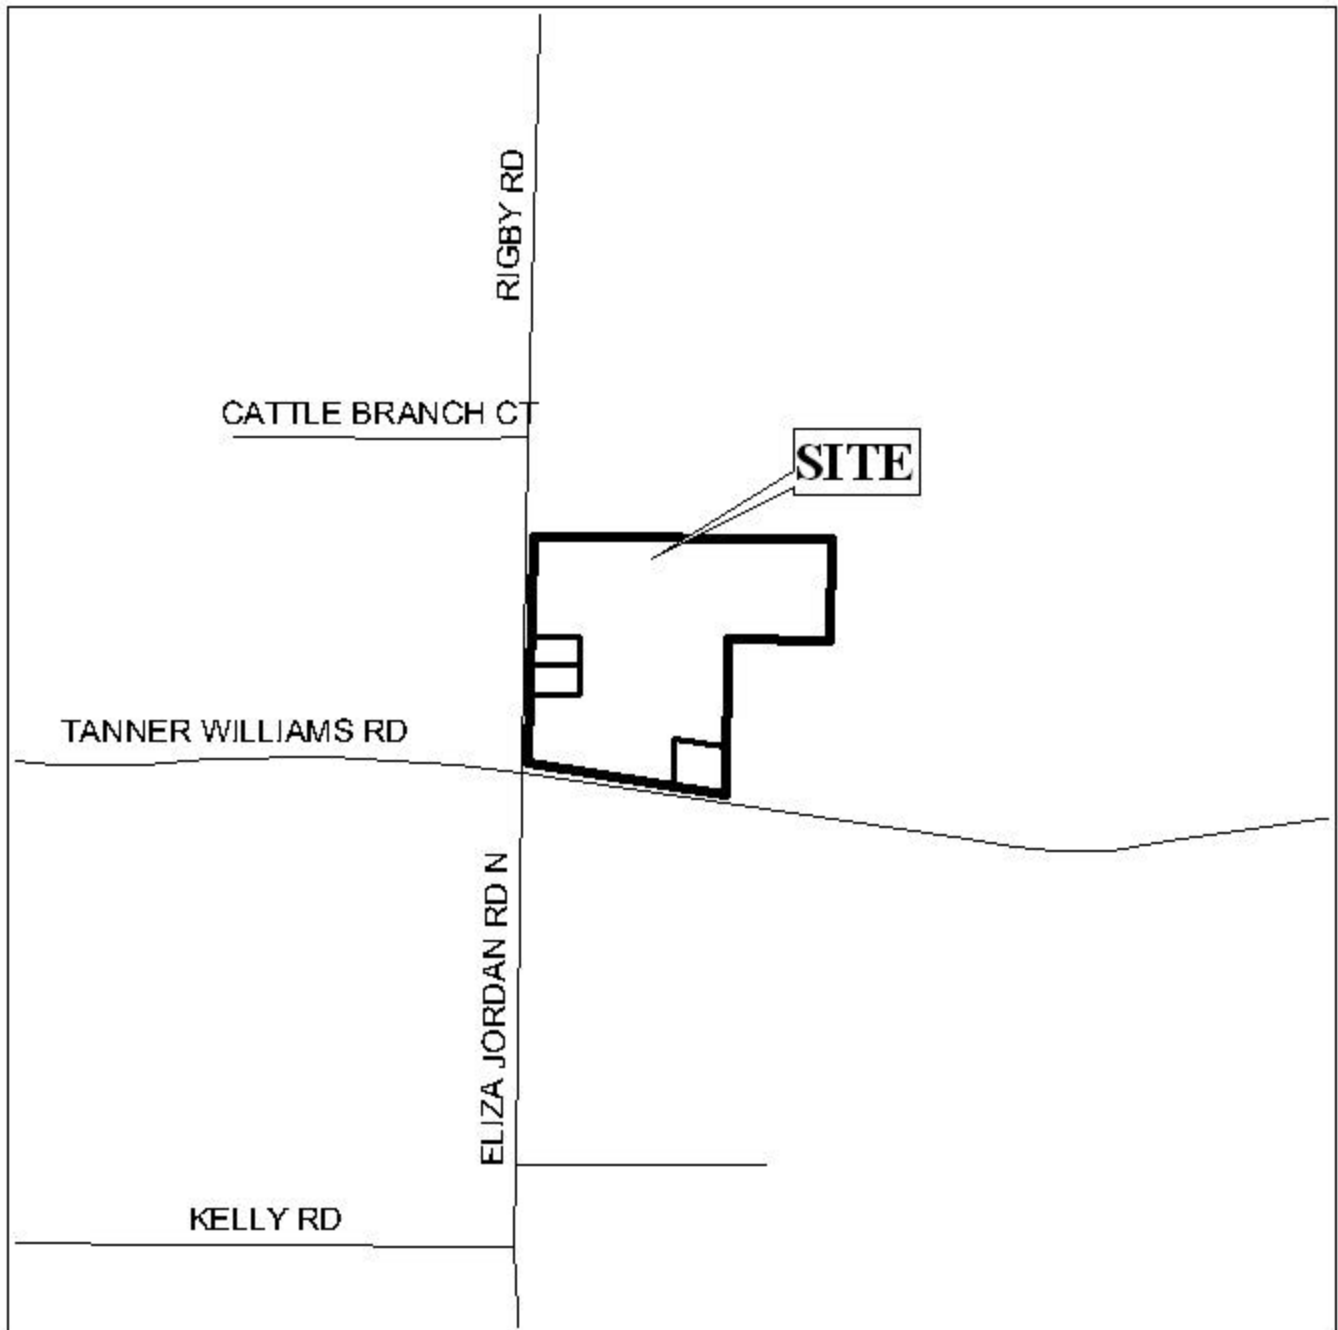 RIGBY RD
CATTLE BRANCH CT
SITE
TANNER WILLIAMS RD
ELIZA JORDAN RD N
KELLY RD